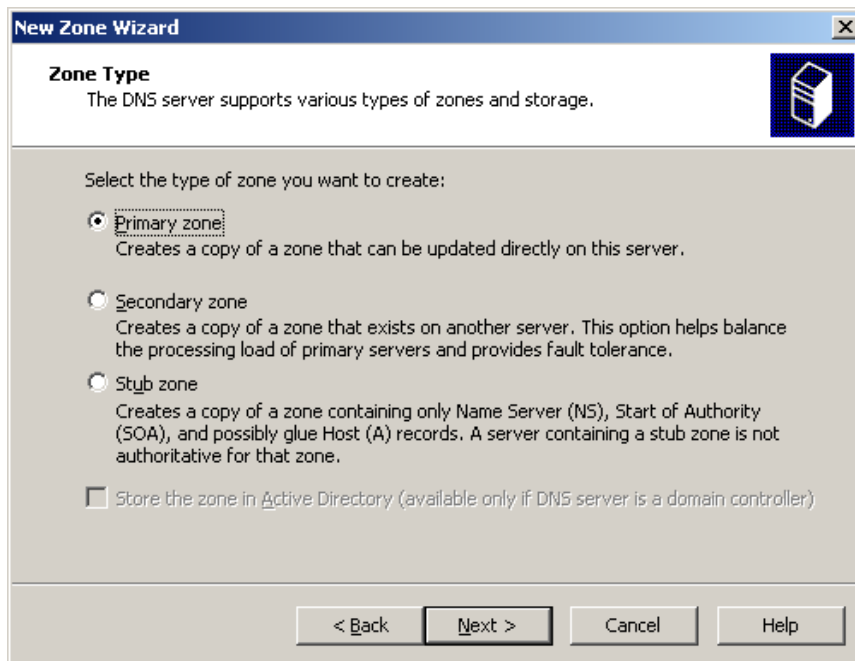 New Zone Wizard
Zone Type
The DNS server supports various types of zones and storage.
Select the type of zone you want to create:
Primary zone
Creates a copy of a zone that can be updated directly on this server.
Secondary zone
Creates a copy of a zone that exists on another server. This option helps balance
the processing load of primary servers and provides fault tolerance.
Stub zone
Creates a copy of a zone containing only Name Server (NS), Start of Authority
(SOA), and possibly glue Host (A) records. A server containing a stub zone is not
authoritative for that zone.
Store the zone in Active Directory (available only if DNS server is a domain controller)
< Back Next > Cancel Help